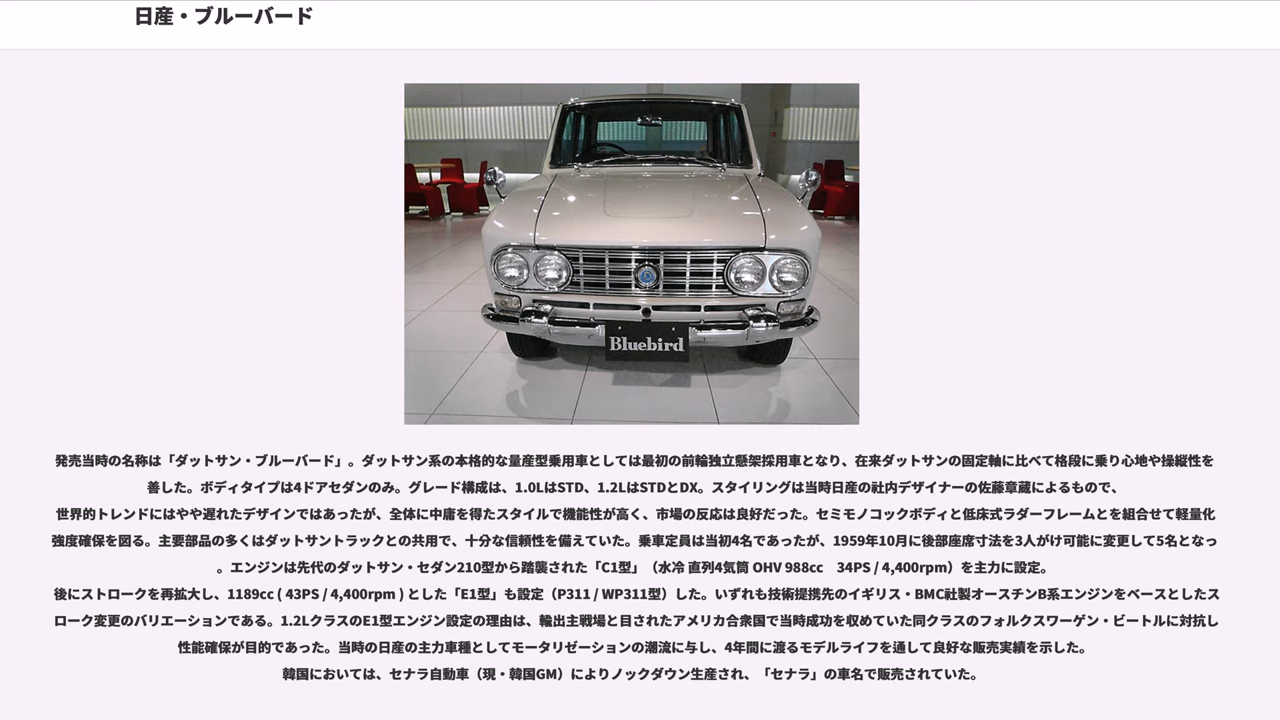 日産・ブルーバード
Bluebird
発売当時の名称は「ダットサン・ブルーバード」。ダットサン系の本格的な量産型乗用車としては最初の前輪独立懸架採用車となり、在来ダットサンの固定軸に比べて格段に乗り心地や操縦性を
善した。ボディタイプは4ドアセダンのみ。グレード構成は、1.0LはSTD、1.2LはSTDとDX。スタイリングは当時日産の社内デザイナーの佐藤章蔵によるもので、
世界的トレンドにはやや遅れたデザインではあったが、全体に中庸を得たスタイルで機能性が高く、市場の反応は良好だった。セミモノコックボディと低床式ラダーフレームとを組合せて軽量化
強度確保を図る。主要部品の多くはダットサントラックとの共用で、十分な信頼性を備えていた。乗車定員は当初4名であったが、1959年10月に後部座席寸法を3人がけ可能に変更して5名となっ
。エンジンは先代のダットサン・セダン210型から踏襲された「C1型」（水冷 直列4気筒 OHV 988cc　34PS / 4,400rpm）を主力に設定。
後にストロークを再拡大し、1189cc ( 43PS / 4,400rpm ) とした「E1型」も設定（P311 / WP311型）した。いずれも技術提携先のイギリス・BMC社製オースチンB系エンジンをベースとしたス
ローク変更のバリエーションである。1.2LクラスのE1型エンジン設定の理由は、輸出主戦場と目されたアメリカ合衆国で当時成功を収めていた同クラスのフォルクスワーゲン・ビートルに対抗し
性能確保が目的であった。当時の日産の主力車種としてモータリゼーションの潮流に与し、4年間に渡るモデルライフを通して良好な販売実績を示した。
韓国においては、セナラ自動車（現・韓国GM）によりノックダウン生産され、「セナラ」の車名で販売されていた。